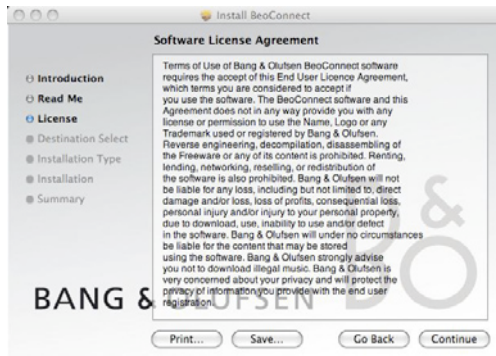 Install BeoConnect
Software License Agreement
Introduction
Read Me
License
Destination Select
Installation Type
Installation
Summary
Terms of Use of Bang & Olufsen BeoConnect software
requires the accept of this End User Licence Agreement,
which terms you are considered to accept if
you use the software. The BeoConnect software and this
Agreement does not in any way provide you with any
license or permission to use the Name, Logo or any
Trademark used or registered by Bang & Olufsen.
Reverse engineering, decompilation, disassembling of
the Freeware or any of its content is prohibited. Renting,
lending, networking, reselling, or redistribution of
the software is also prohibited. Bang & Olufsen will not
be liable for any loss, including but not limited to, direct
damage and/or loss, loss of profits, consequential loss,
personal injury and/or injury to your personal property,
due to download, use, inability to use and/or defect
in the software. Bang & Olufsen will under no circumstances
be liable for the content that may be stored
using the software. Bang & Olufsen strongly advise
you not to download illegal music. Bang & Olufsen is
very concerned about your privacy and will protect the
privacy of information you provide with the end user
registration.
B&O
BANG & OLUFSEN
Print...
Save...
Go Back
Continue